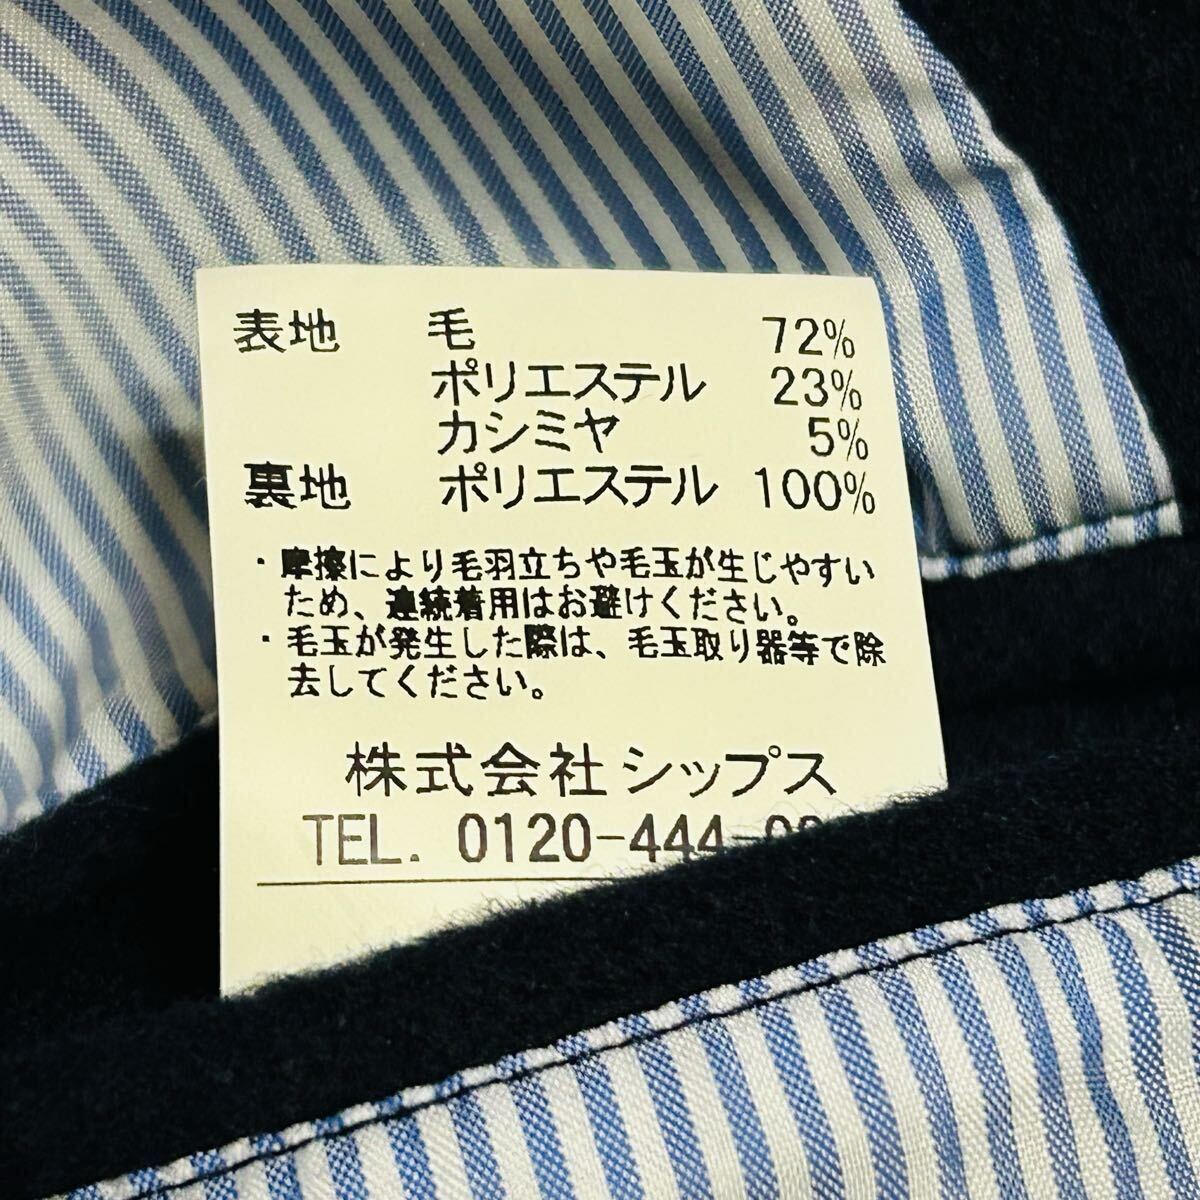 表地 毛 72%
ポリエステル 23%
カシミヤ 5%
裏地 ポリエステル 100%
・摩擦により毛羽立ちや毛玉が生じやすい
ため、連続着用はお避けください。
・毛玉が発生した際は、毛玉取り器等で除
去してください。
株式会社シップス
TEL. 0120-444-